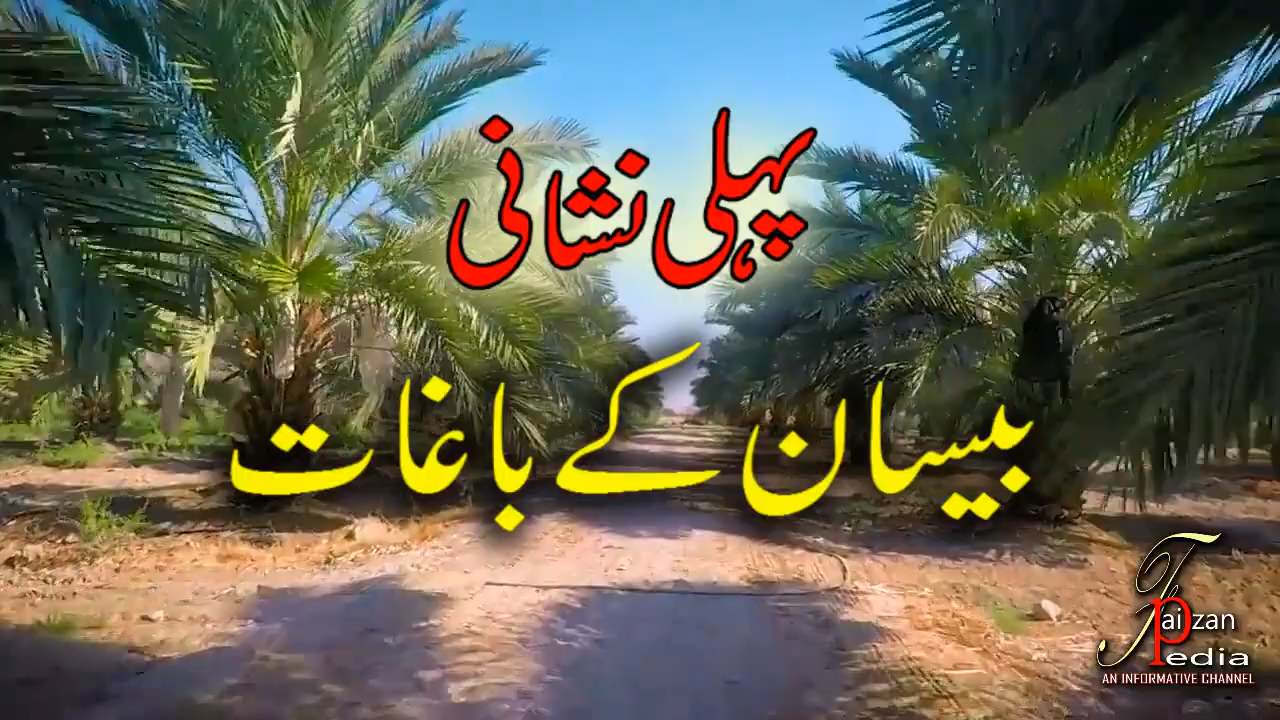 پہلی نشانی
بیسان کے باغات
Faizan
Pedia
AN INFORMATIVE CHANNEL